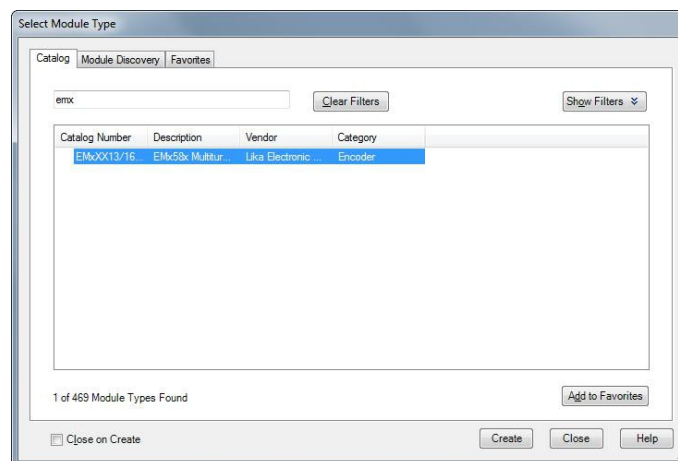 Select Module Type
Catalog Module Discovery Favorites
emx Clear Filters Show Filters
Catalog Number Description Vendor Category
EMxXX13/16... EMx58x Multitur... Lika Electronic ... Encoder
1 of 469 Module Types Found Add to Favorites
Close on Create Create Close Help